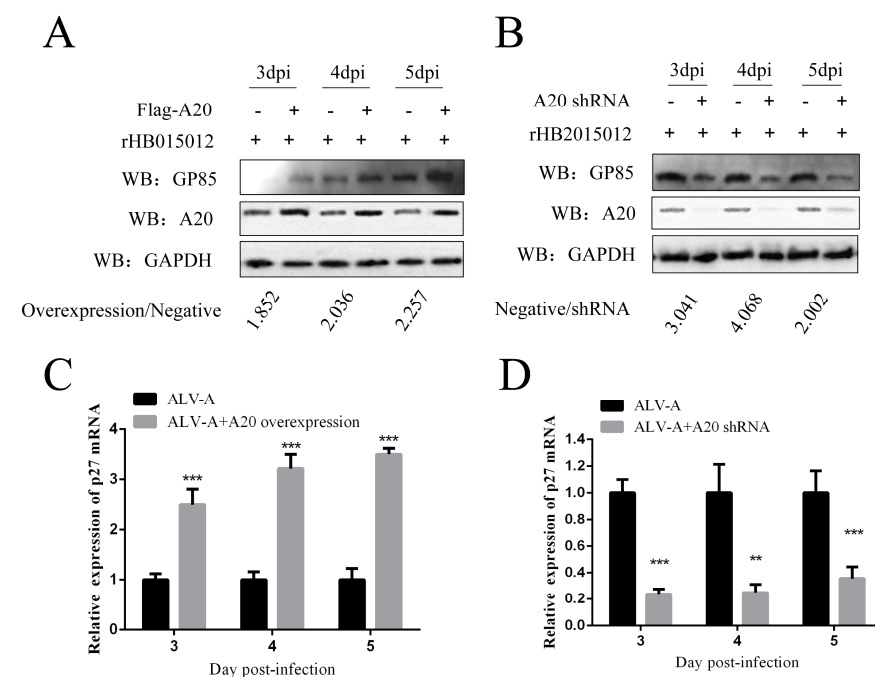 A
3dpi 4dpi 5dpi
Flag-A20 - + - + - +
rHB015012 + + + + + +
WB: GP85
WB: A20
WB: GAPDH
Overexpression/Negative 1.852 2.036 2.257
B
3dpi 4dpi 5dpi
A20 shRNA - + - + - +
rHB2015012 + + + + + +
WB: GP85
WB: A20
WB: GAPDH
Negative/shRNA 3.041 4.068 2.002
C
ALV-A
ALV-A+A20 overexpression
Relative expression of p27 mRNA
4
3
2
1
0
*** *** ***
3 4 5
Day post-infection
D
ALV-A
ALV-A+A20 shRNA
Relative expression of p27 mRNA
1.4
1.2
1.0
0.8
0.6
0.4
0.2
0.0
*** ** ***
3 4 5
Day post-infection